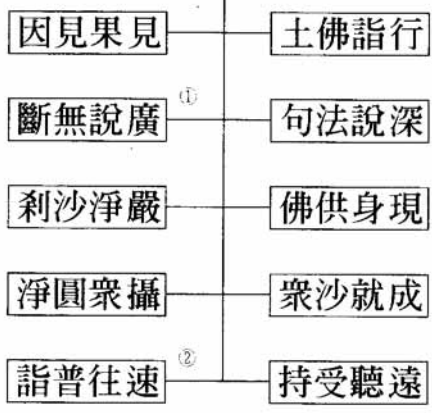 行詣佛土
見果見因
深說法句
①
廣說無斷
現身供佛
嚴淨沙剎
成就沙眾
攝眾圓淨
遠聽受持
②
速往普詣